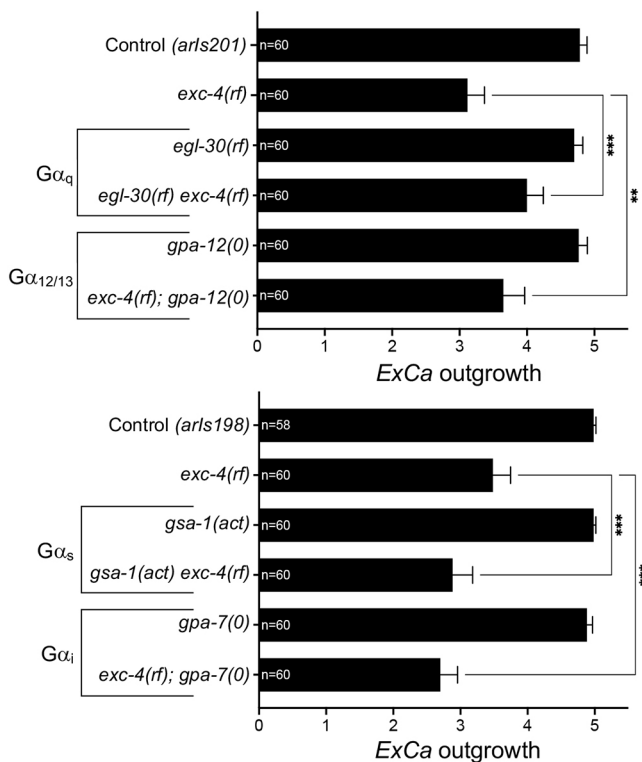 Control (arIs201)
n=60
exc-4(rf)
n=60
egl-30(rf)
n=60
Gαq
egl-30(rf) exc-4(rf)
n=60
gpa-12(0)
n=60
Gα12/13
exc-4(rf); gpa-12(0)
n=60
***
**
0 1 2 3 4 5
ExCa outgrowth
Control (arIs198)
n=58
exc-4(rf)
n=60
gsa-1(act)
n=60
Gαs
gsa-1(act) exc-4(rf)
n=60
gpa-7(0)
n=60
Gαi
exc-4(rf); gpa-7(0)
n=60
***
***
0 1 2 3 4 5
ExCa outgrowth